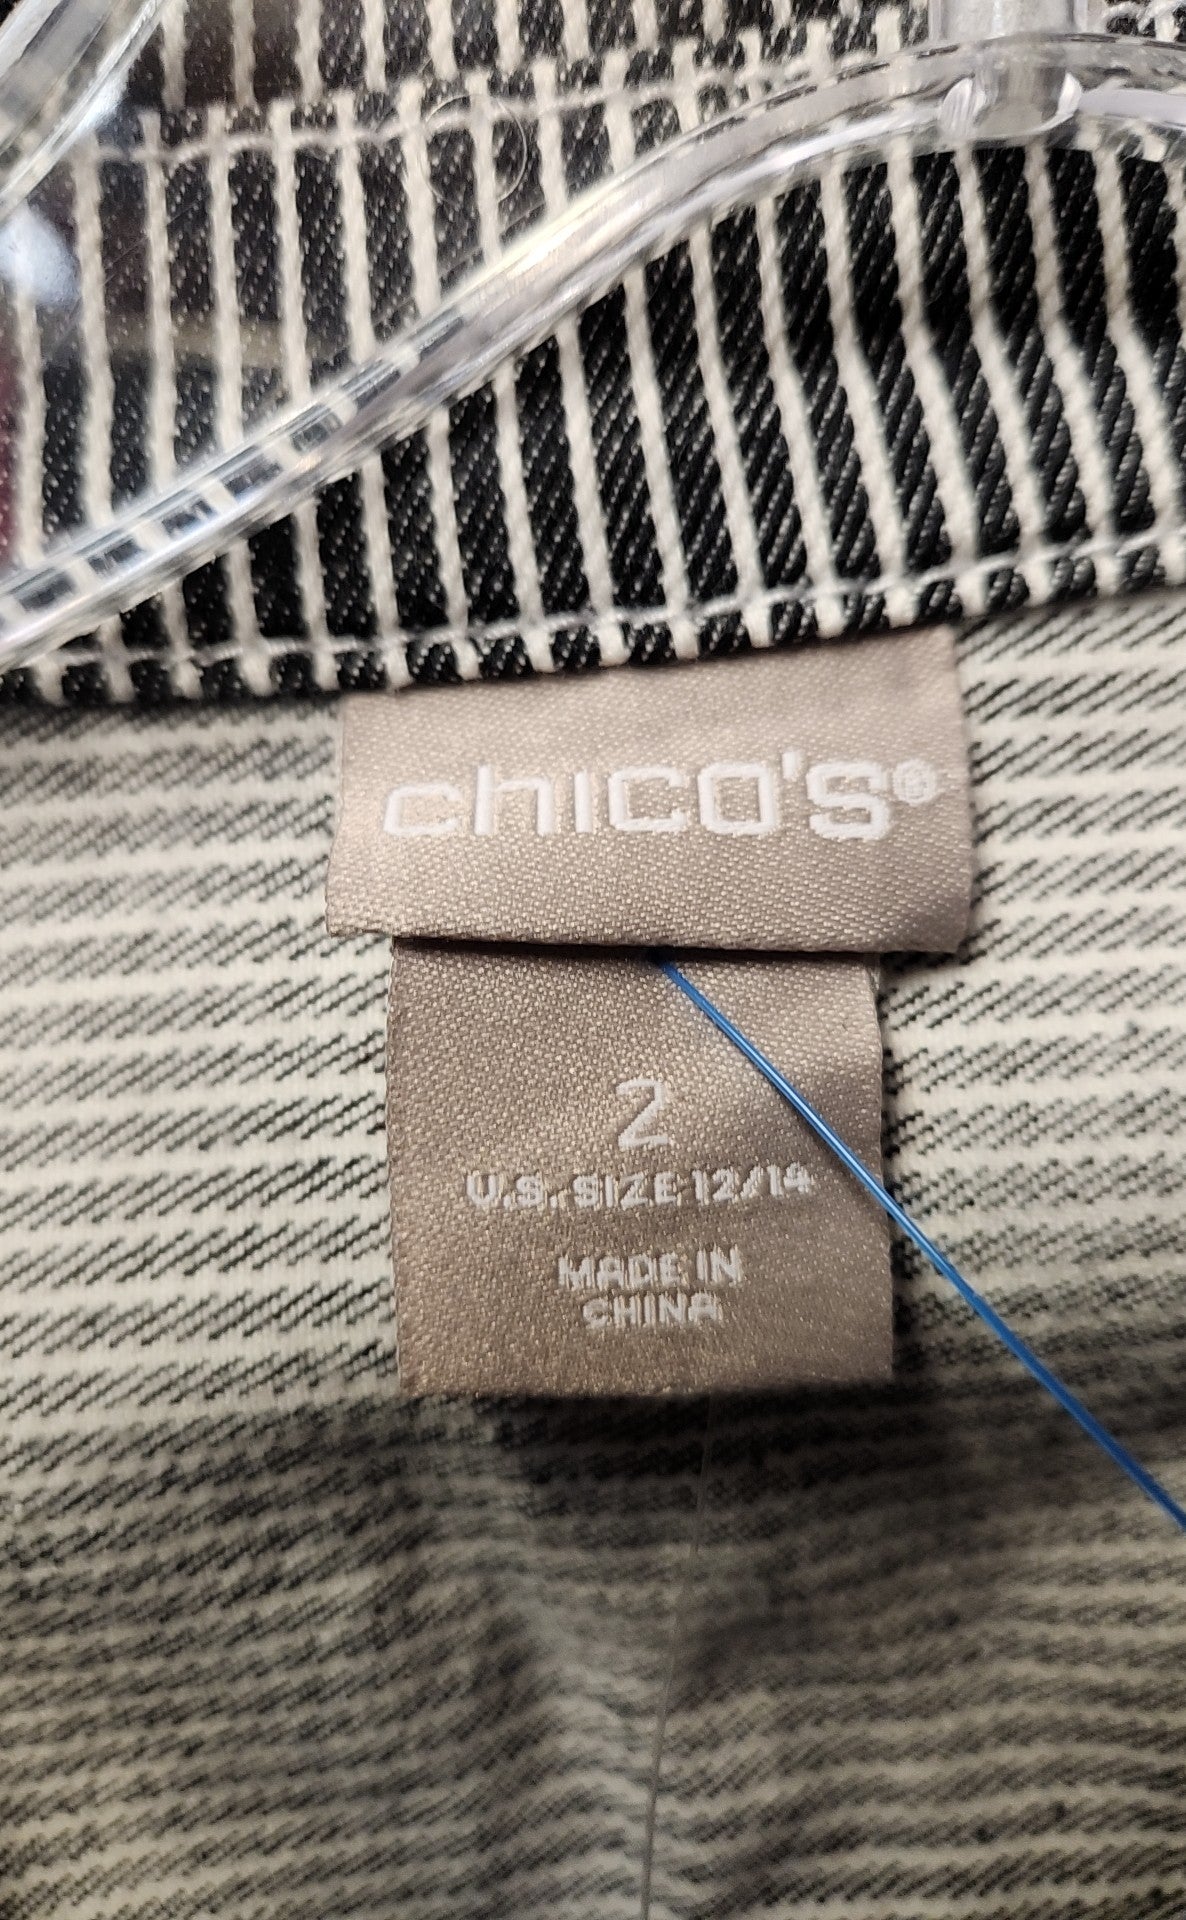 chico's®
2
U.S. SIZE 12/14
MADE IN
CHINA